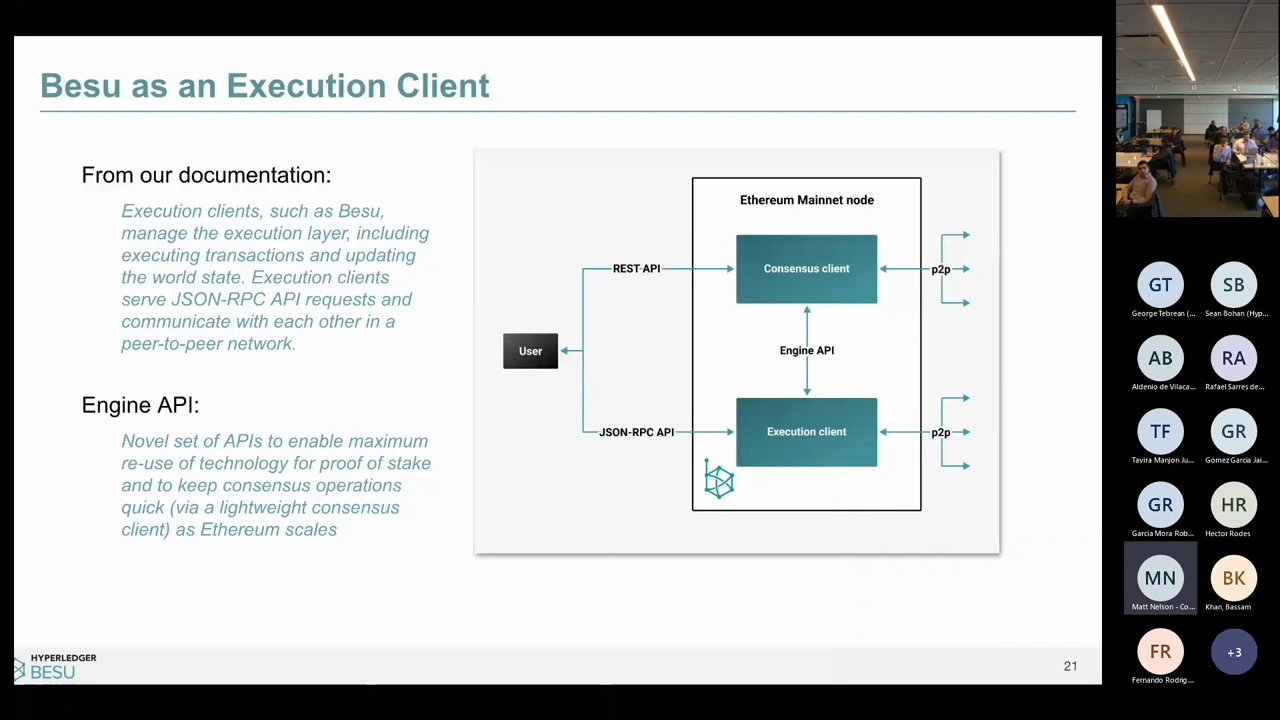 Besu as an Execution Client
From our documentation:
Execution clients, such as Besu,
manage the execution layer, including
executing transactions and updating
the world state. Execution clients
serve JSON-RPC API requests and
communicate with each other in a
peer-to-peer network.
Engine API:
Novel set of APIs to enable maximum
re-use of technology for proof of stake
and to keep consensus operations
quick (via a lightweight consensus
client) as Ethereum scales
Ethereum Mainnet node
REST API
Consensus client
p2p
User
Engine API
JSON-RPC API
Execution client
p2p
HYPERLEDGER
BESU
21
GT
George Tebrean (...
SB
Sean Bohan (Hyp...
AB
Aldenio de Vilaca...
RA
Rafael Sarres de...
TF
Tavira Manjon Ju...
GR
Gomez Garcia Jai...
GR
Garcia Mora Rob...
HR
Hector Rodes
MN
Matt Nelson - Co...
BK
Khan, Bassam
FR
Fernando Rodrig...
+3